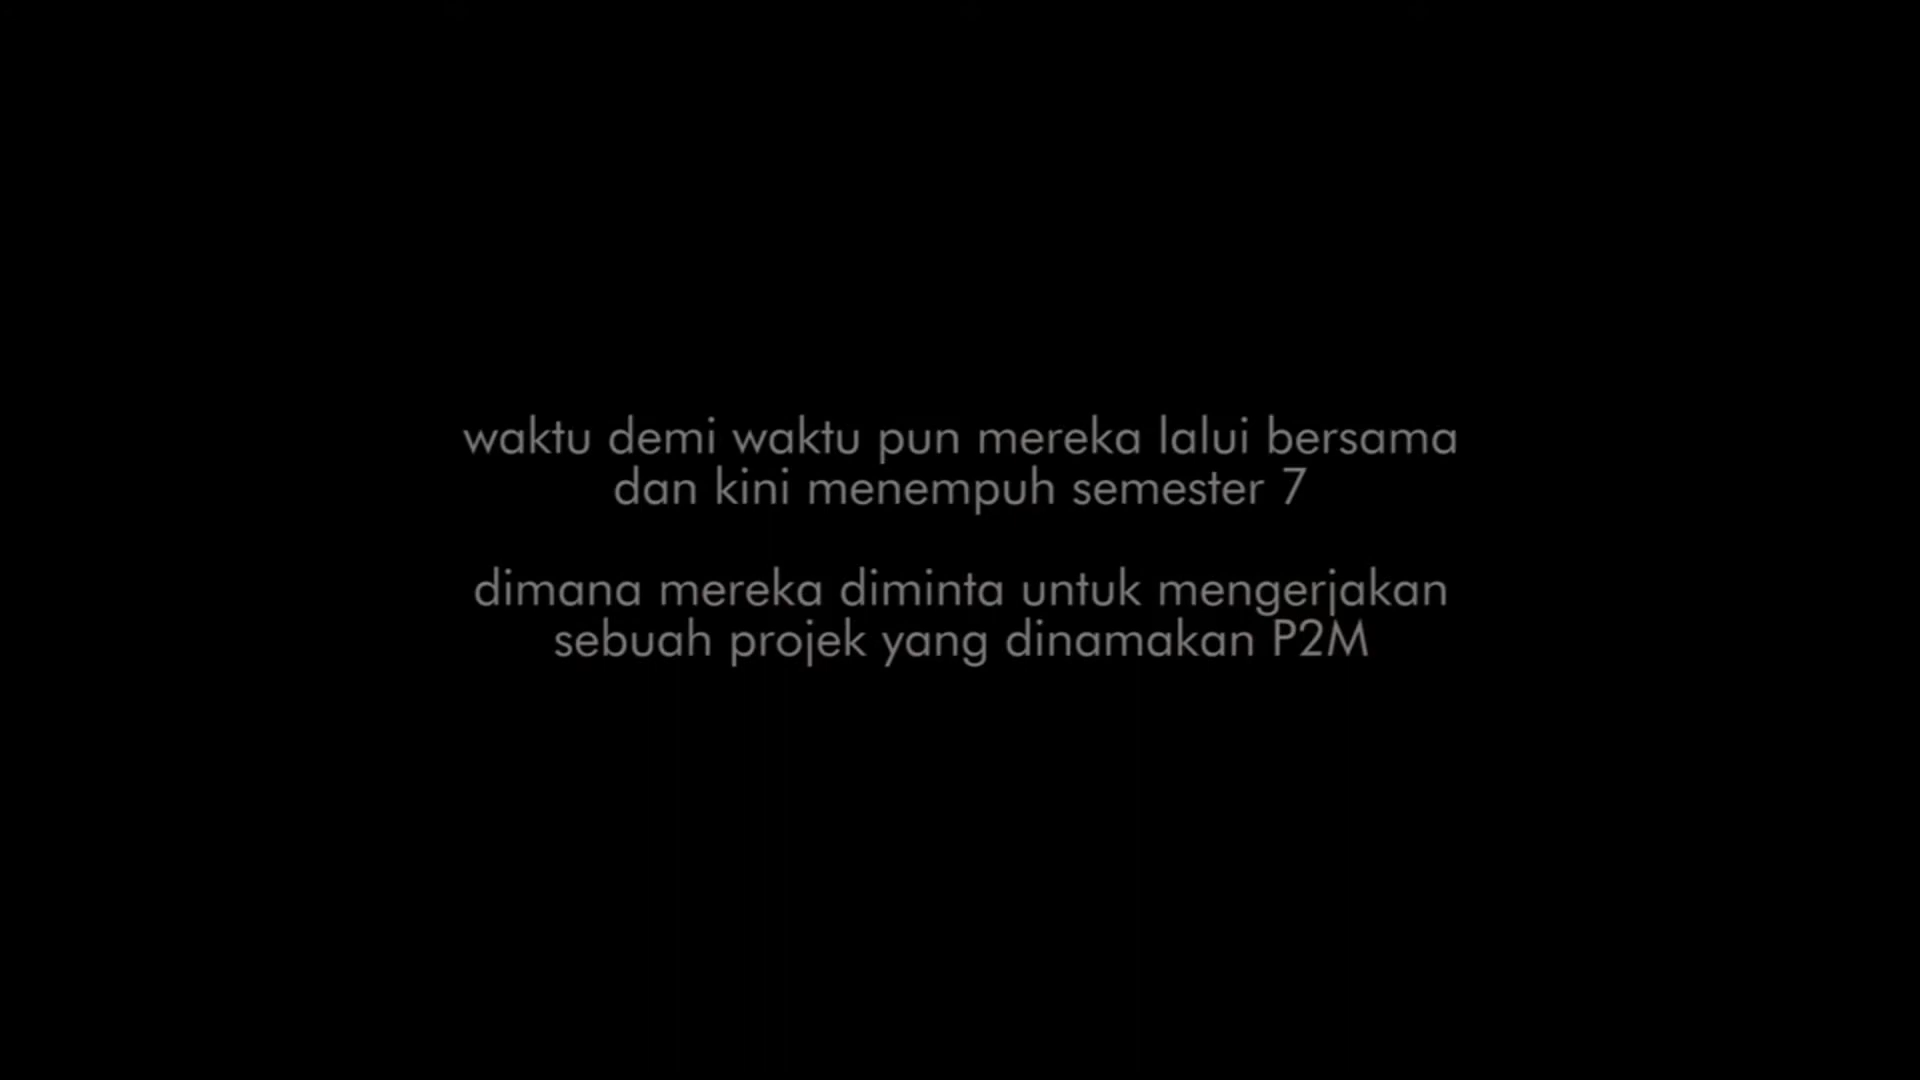 waktu demi waktu pun mereka lalui bersama
dan kini menempuh semester 7
dimana mereka diminta untuk mengerjakan
sebuah projek yang dinamakan P2M